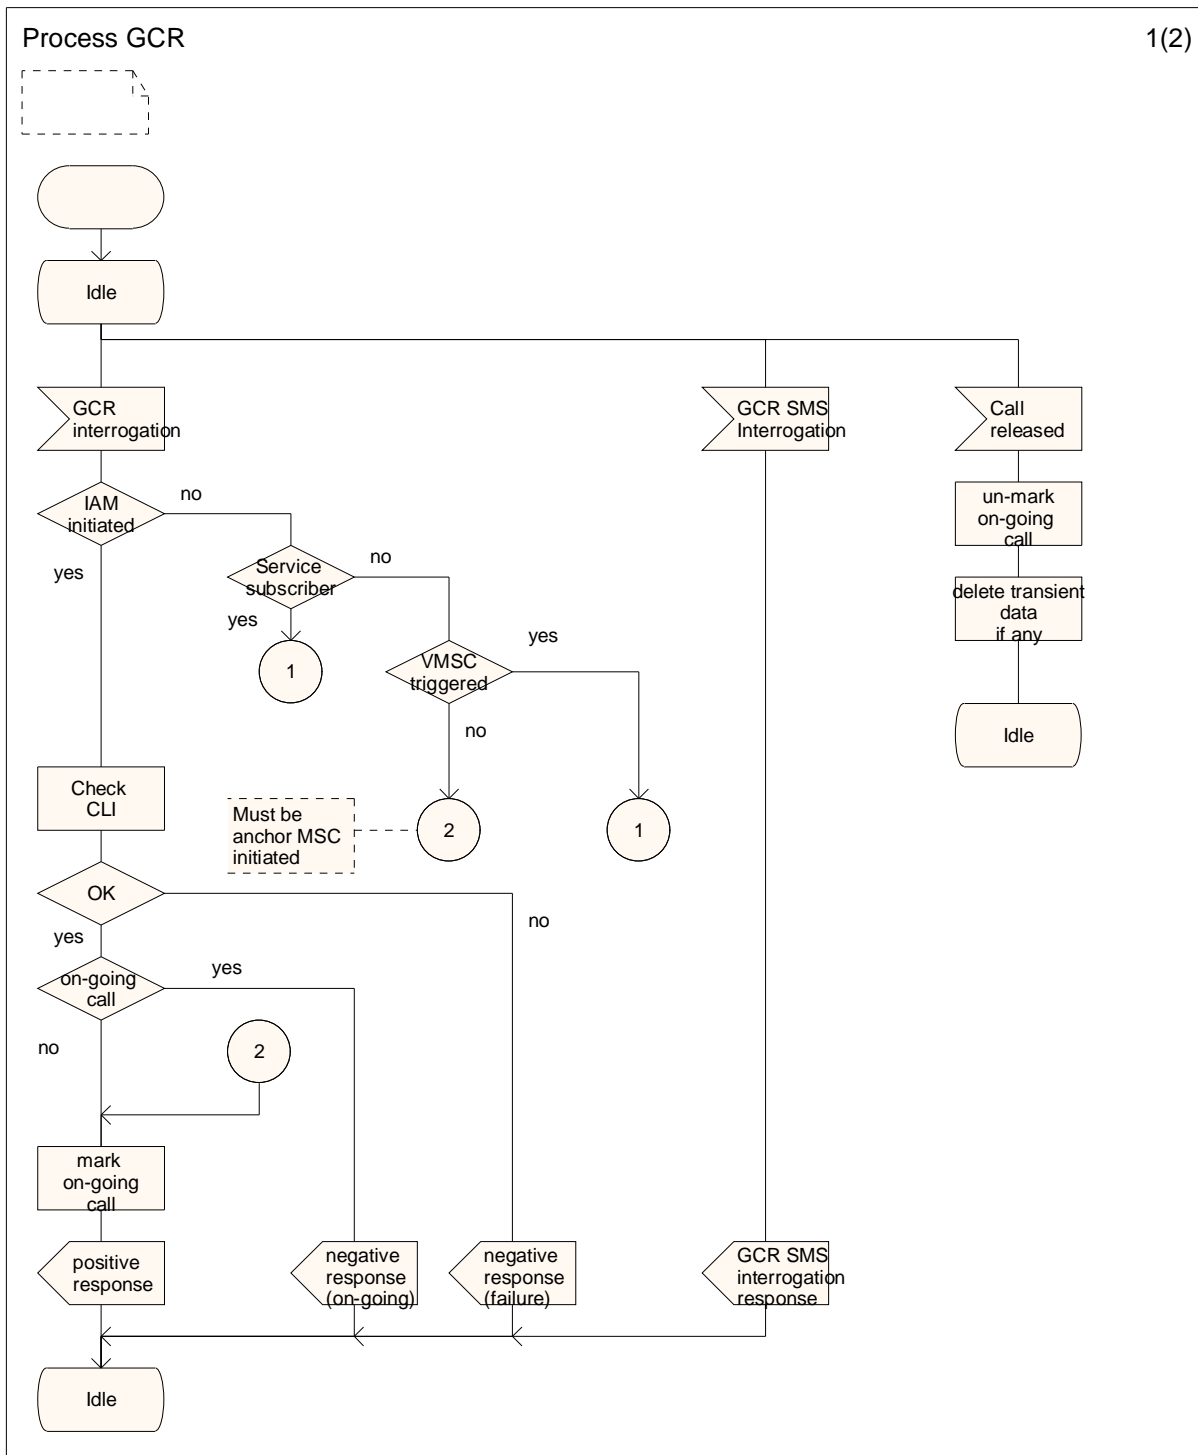 Process GCR
1(2)
Idle
GCR
interrogation
GCR SMS
Interrogation
Call
released
IAM
initiated
no
yes
Service
subscriber
no
yes
un-mark
on-going
call
delete transient
data
if any
1
VMSC
triggered
yes
no
Idle
Check
CLI
Must be
anchor MSC
initiated
2
1
OK
no
yes
on-going
call
yes
no
2
mark
on-going
call
positive
response
negative
response
(on-going)
negative
response
(failure)
GCR SMS
interrogation
response
Idle